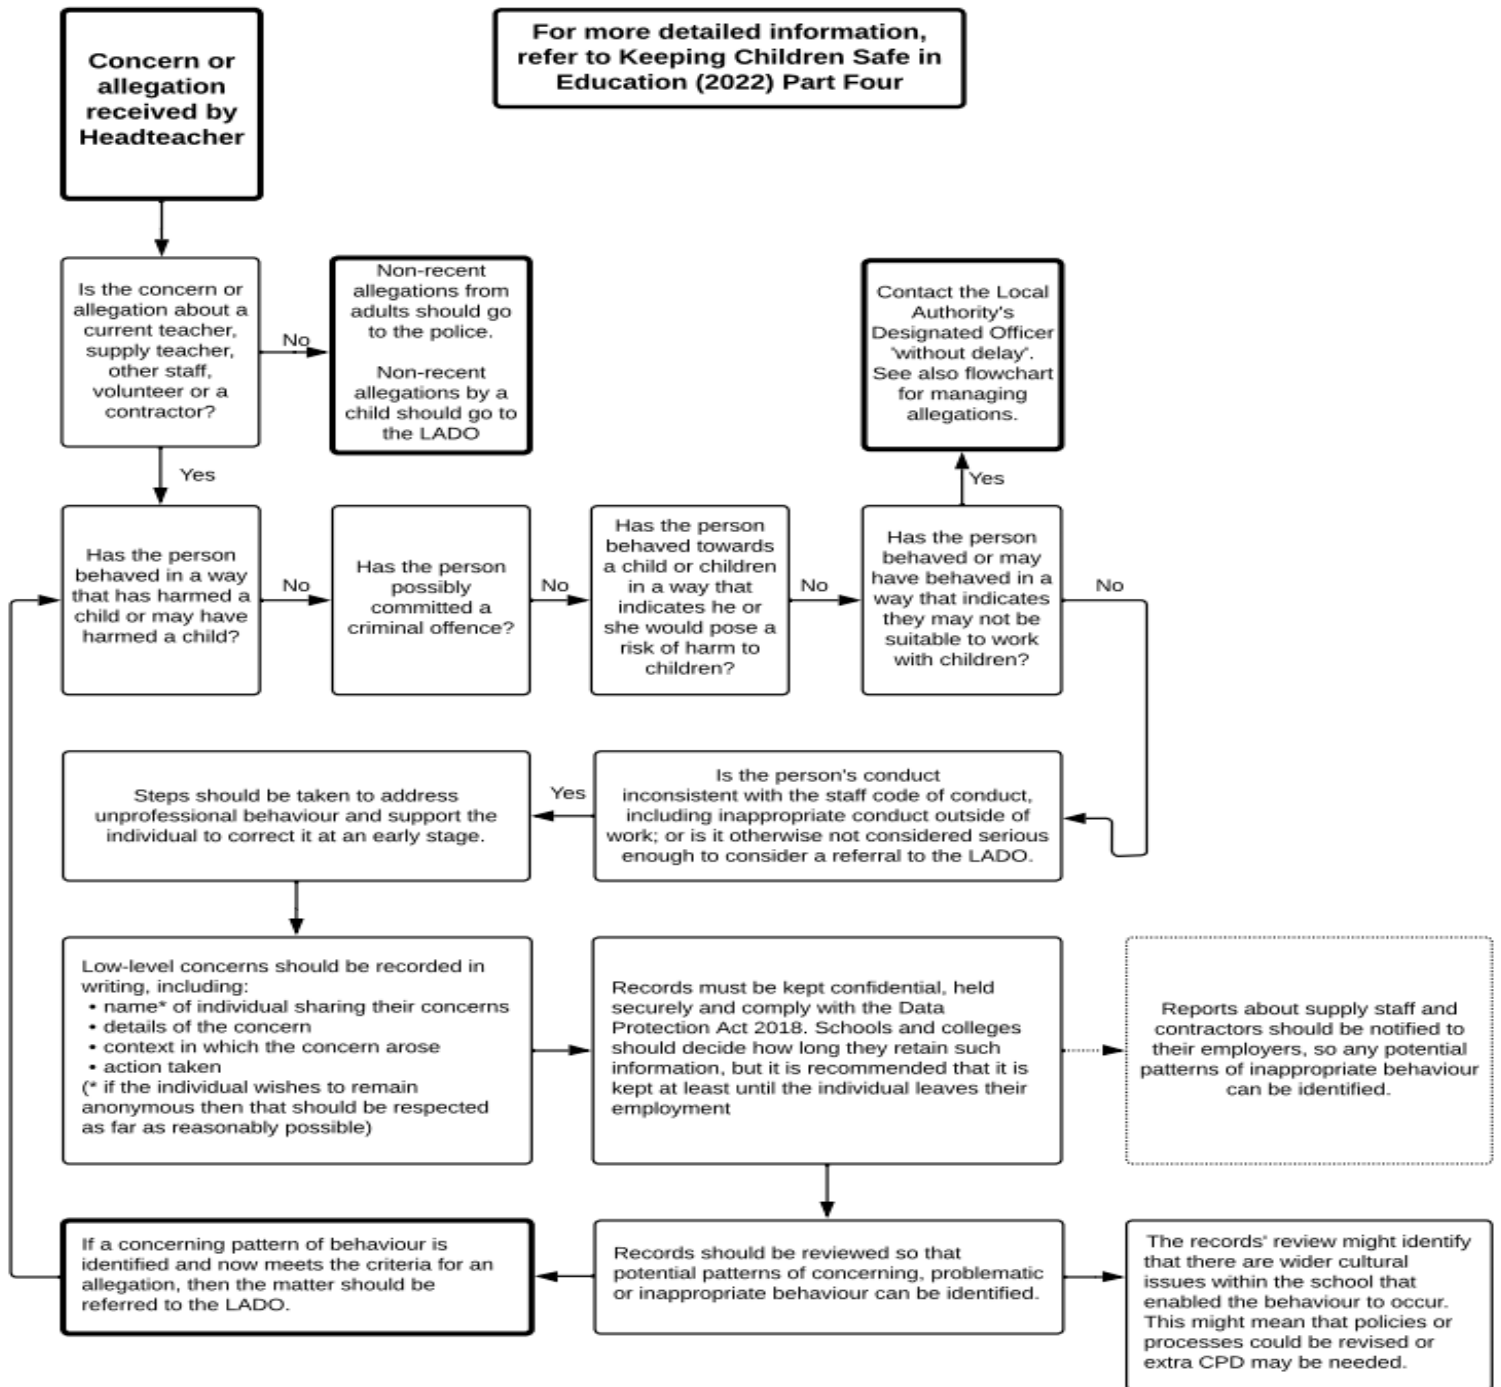 Concern or
allegation
received by
Headteacher
For more detailed information,
refer to Keeping Children Safe in
Education (2022) Part Four
Is the concern or
allegation about a
current teacher,
supply teacher,
other staff,
volunteer or a
contractor?
No
Non-recent
allegations from
adults should go
to the police.
Non-recent
allegations by a
child should go to
the LADO
Contact the Local
Authority's
Designated Officer
'without delay'.
See also flowchart
for managing
allegations.
Yes
Yes
Has the person
behaved in a way
that has harmed a
child or may have
harmed a child?
No
Has the person
possibly
committed a
criminal offence?
No
Has the person
behaved towards
a child or children
in a way that
indicates he or
she would pose a
risk of harm to
children?
No
Has the person
behaved or may
have behaved in a
way that indicates
they may not be
suitable to work
with children?
No
Is the person's conduct
inconsistent with the staff code of conduct,
including inappropriate conduct outside of
work; or is it otherwise not considered serious
enough to consider a referral to the LADO.
Yes
Steps should be taken to address
unprofessional behaviour and support the
individual to correct it at an early stage.
Low-level concerns should be recorded in
writing, including:
• name* of individual sharing their concerns
• details of the concern
• context in which the concern arose
• action taken
(* if the individual wishes to remain
anonymous then that should be respected
as far as reasonably possible)
Records must be kept confidential, held
securely and comply with the Data
Protection Act 2018. Schools and colleges
should decide how long they retain such
information, but it is recommended that it is
kept at least until the individual leaves their
employment
Reports about supply staff and
contractors should be notified to
their employers, so any potential
patterns of inappropriate behaviour
can be identified.
If a concerning pattern of behaviour is
identified and now meets the criteria for an
allegation, then the matter should be
referred to the LADO.
Records should be reviewed so that
potential patterns of concerning, problematic
or inappropriate behaviour can be identified.
The records' review might identify
that there are wider cultural
issues within the school that
enabled the behaviour to occur.
This might mean that policies or
processes could be revised or
extra CPD may be needed.